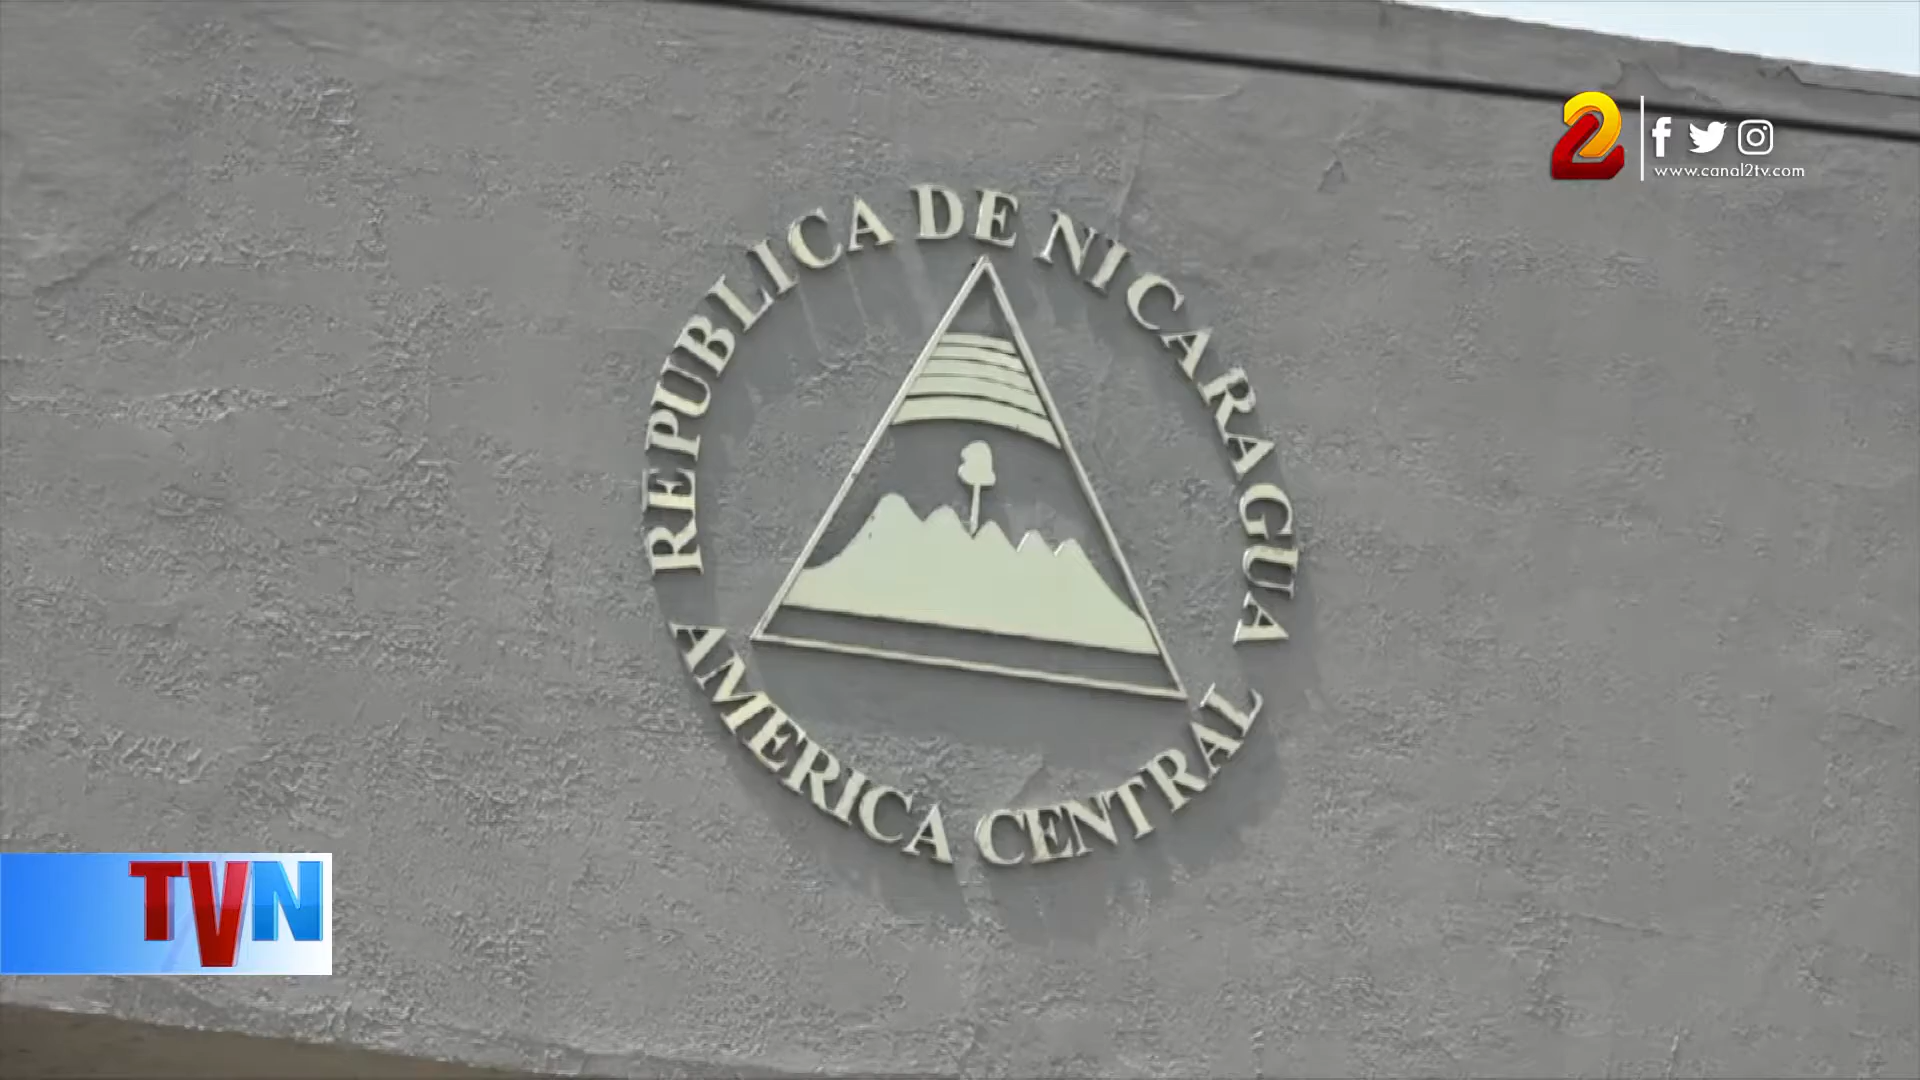 2
www.canal2tv.com
REPUBLICA DE NICARAGUA
AMERICA CENTRAL
TVN